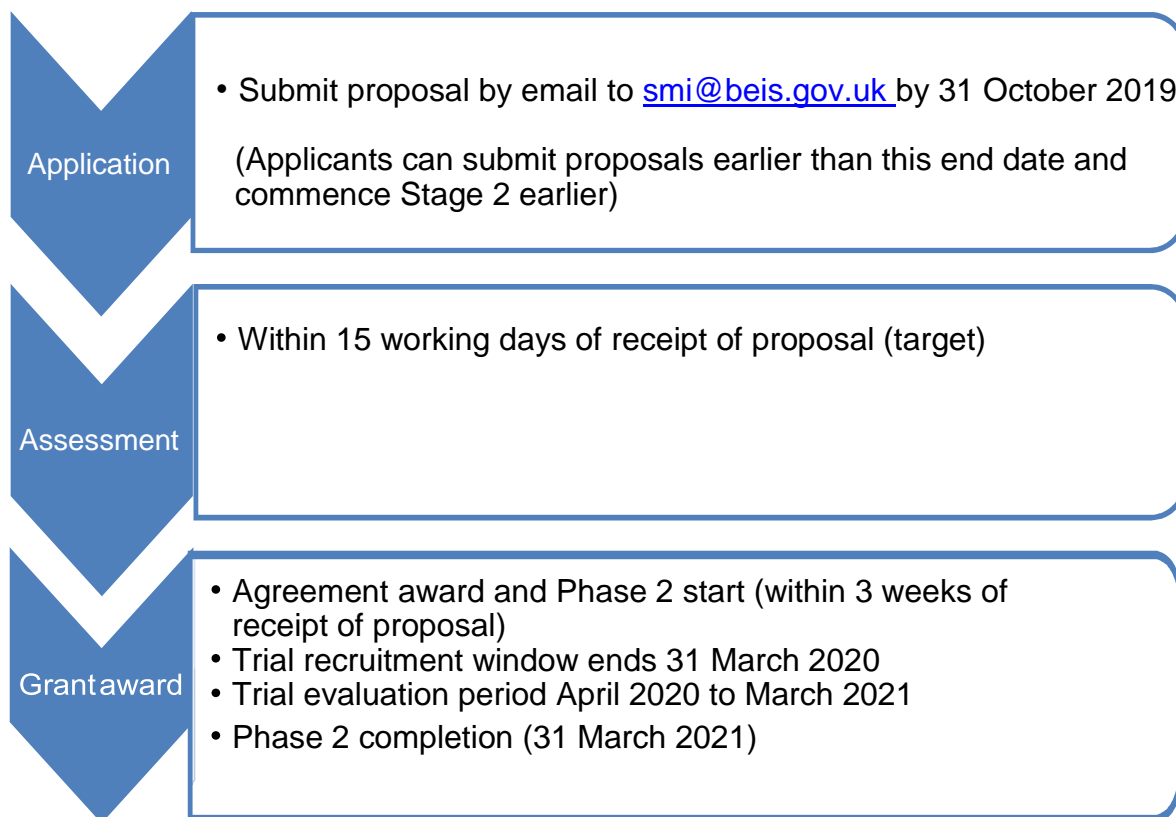 Application
• Submit proposal by email to smi@beis.gov.uk by 31 October 2019
(Applicants can submit proposals earlier than this end date and
commence Stage 2 earlier)
Assessment
• Within 15 working days of receipt of proposal (target)
Grant award
• Agreement award and Phase 2 start (within 3 weeks of
receipt of proposal)
• Trial recruitment window ends 31 March 2020
• Trial evaluation period April 2020 to March 2021
• Phase 2 completion (31 March 2021)